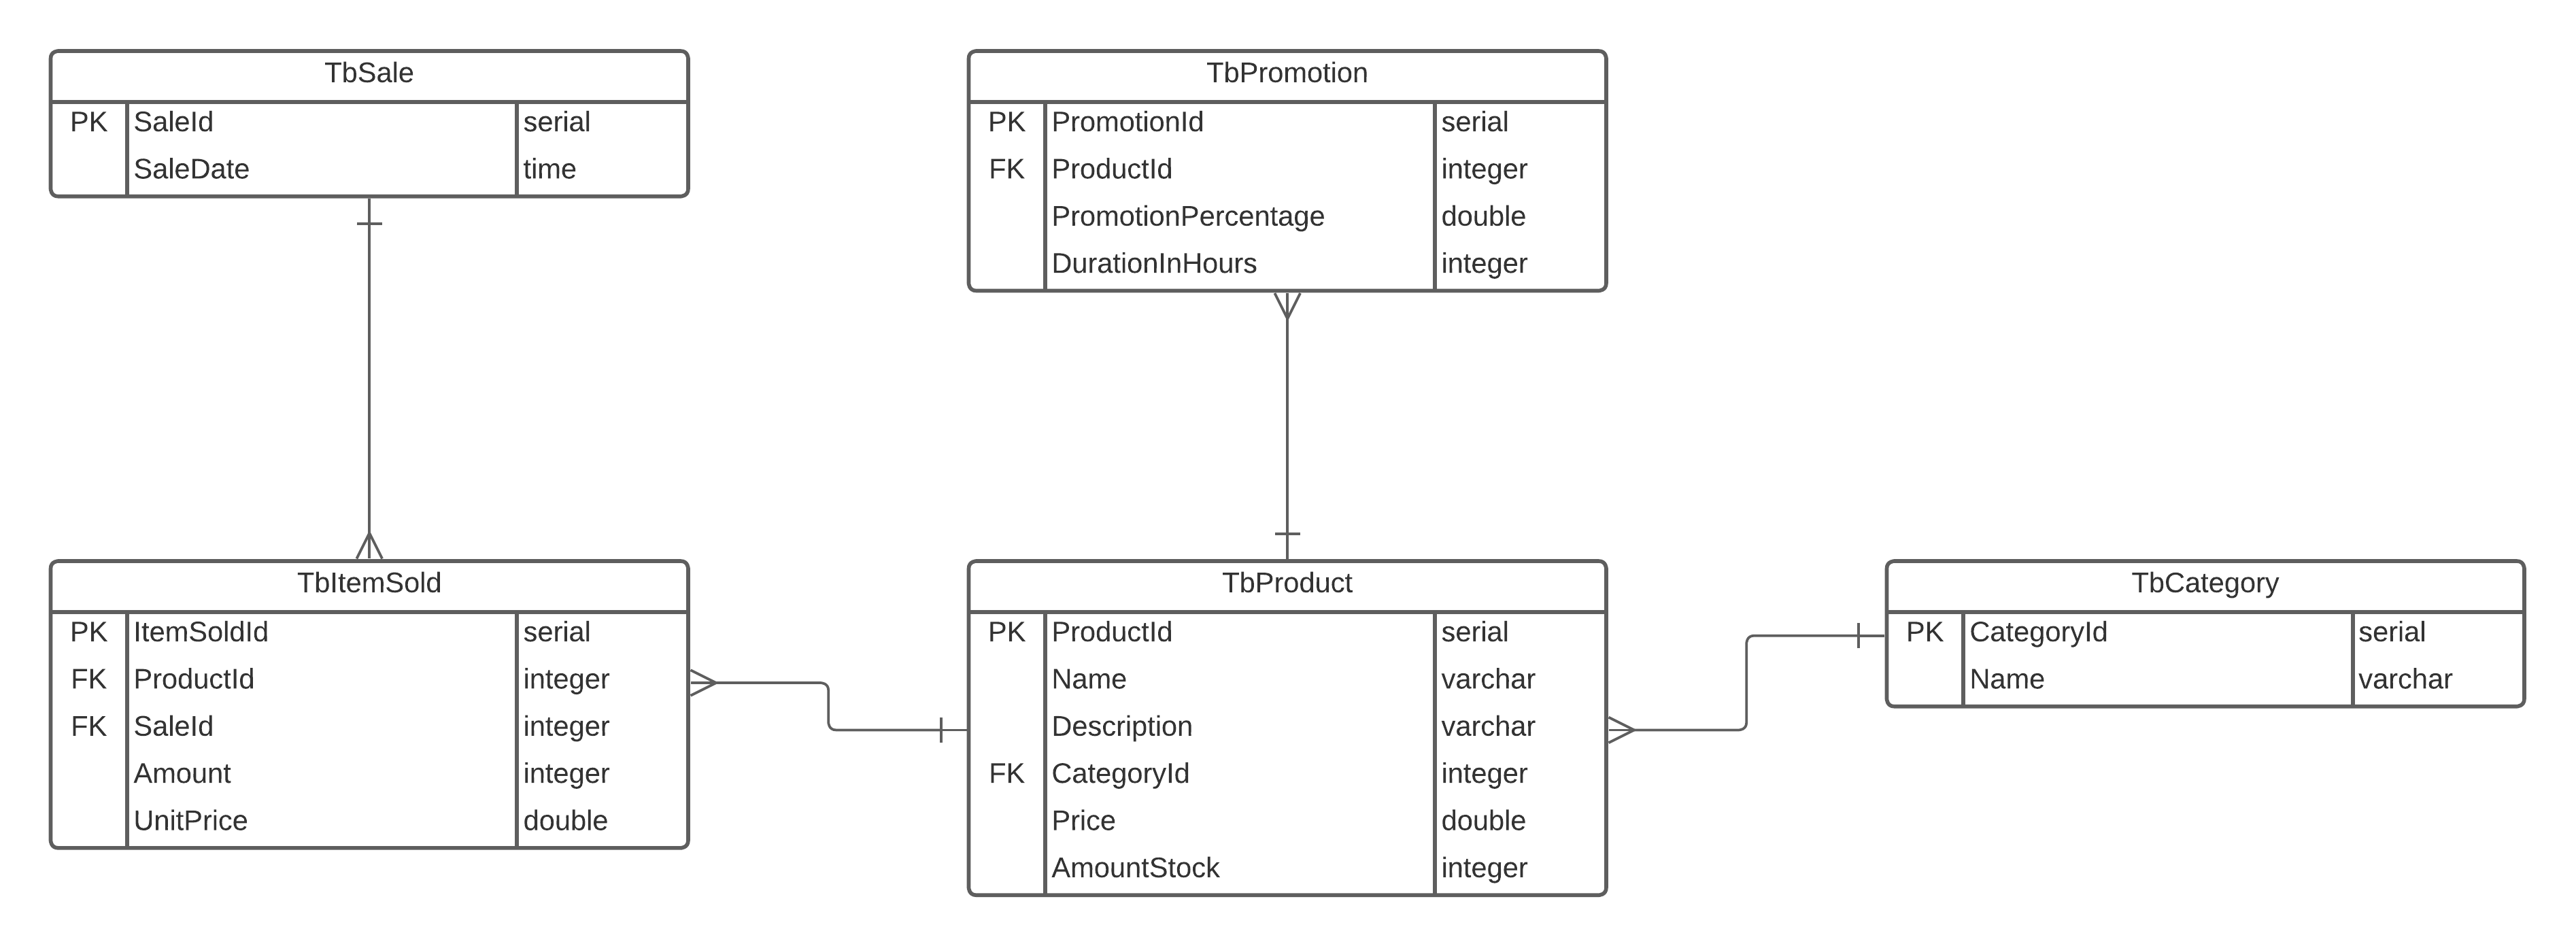 TbSale
PK SaleId serial
SaleDate time
TbPromotion
PK PromotionId serial
FK ProductId integer
PromotionPercentage double
DurationInHours integer
TbItemSold
PK ItemSoldId serial
FK ProductId integer
FK SaleId integer
Amount integer
UnitPrice double
TbProduct
PK ProductId serial
Name varchar
Description varchar
FK CategoryId integer
Price double
AmountStock integer
TbCategory
PK CategoryId serial
Name varchar